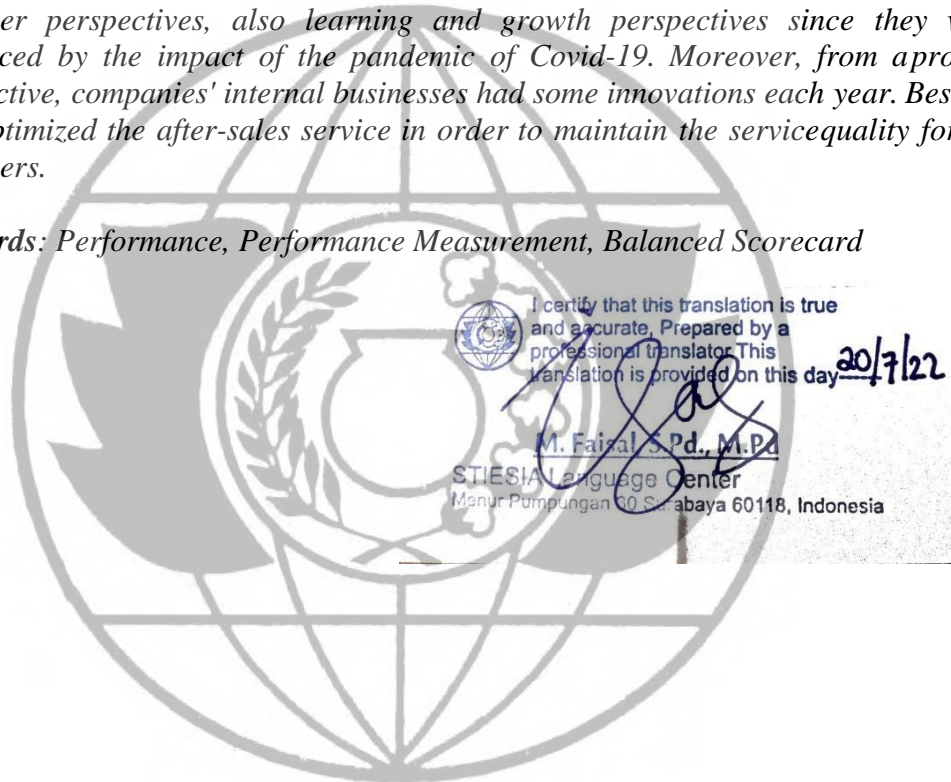 er perspectives, also learning and growth perspectives since they
ced by the impact of the pandemic of Covid-19. Moreover, from apro
ctive, companies' internal businesses had some innovations each year. Bes
ptimized the after-sales service in order to maintain the servicequality for
ers.
rds: Performance, Performance Measurement, Balanced Scorecard
I certify that this translation is true
and accurate, Prepared by a
professional translator This
translation is provided on this day 20/7/22
M. Faisal S.Pd., M.Pd
STIESIA Language Center
Menur Pumpungan 30 Surabaya 60118, Indonesia